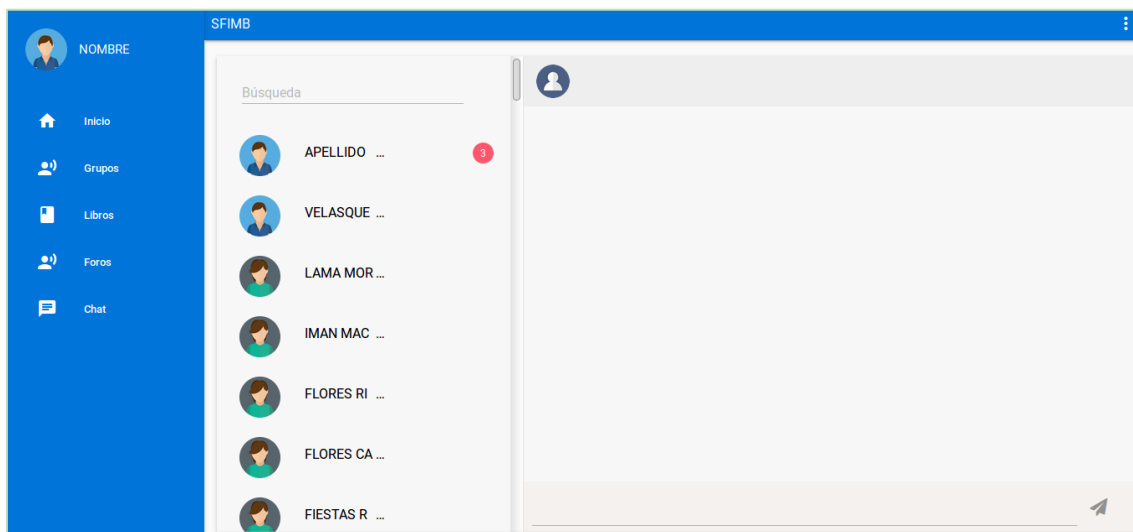 SFIMB
NOMBRE
Inicio
Grupos
Libros
Foros
Chat
Búsqueda
APELLIDO ...
3
VELASQUE ...
LAMA MOR ...
IMAN MAC ...
FLORES RI ...
FLORES CA ...
FIESTAS R ...